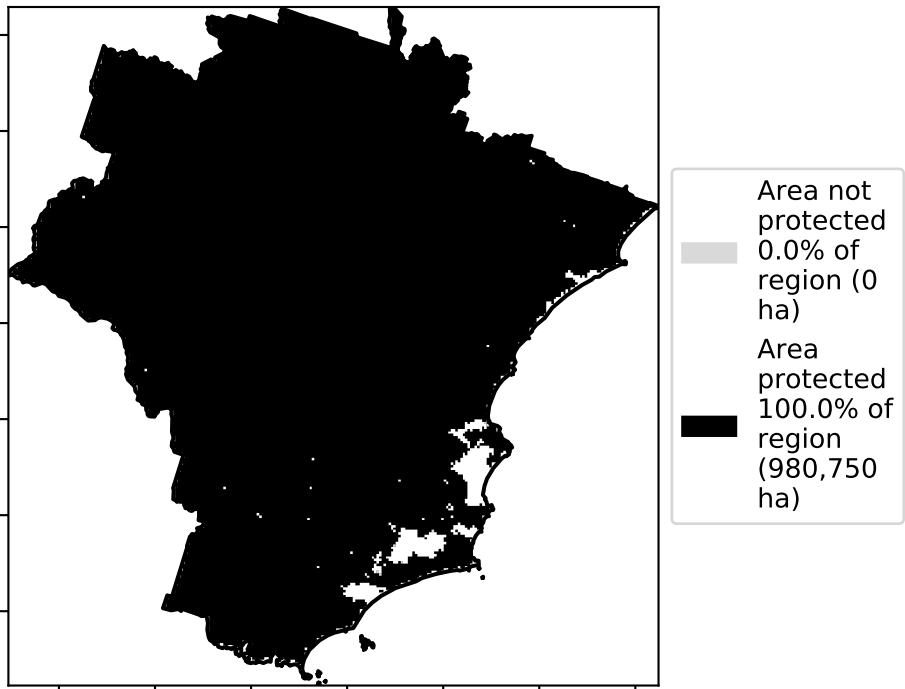 Area not
protected
0.0% of
region (0
ha)
Area
protected
100.0% of
region
(980,750
ha)